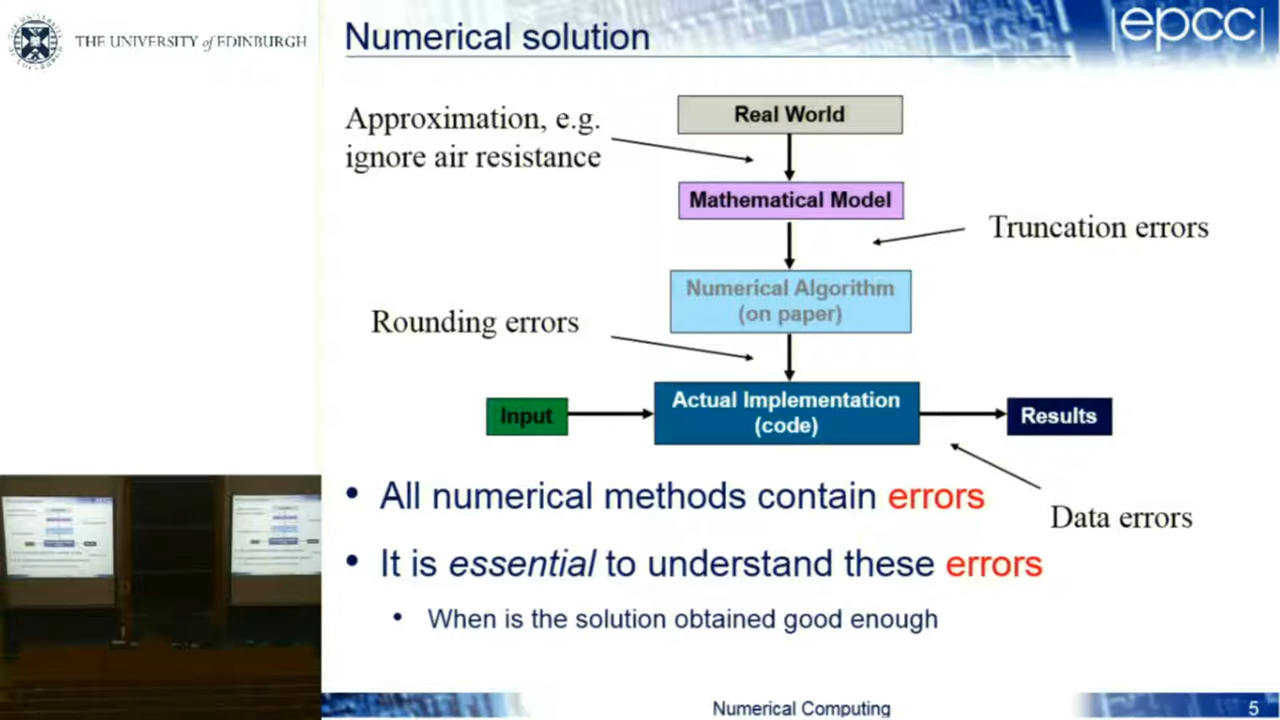 THE UNIVERSITY of EDINBURGH
Numerical solution
|epcc|
Approximation, e.g.
ignore air resistance
Real World
Mathematical Model
Truncation errors
Numerical Algorithm
(on paper)
Rounding errors
Input
Actual Implementation
(code)
Results
• All numerical methods contain errors
Data errors
• It is essential to understand these errors
• When is the solution obtained good enough
Numerical Computing
5